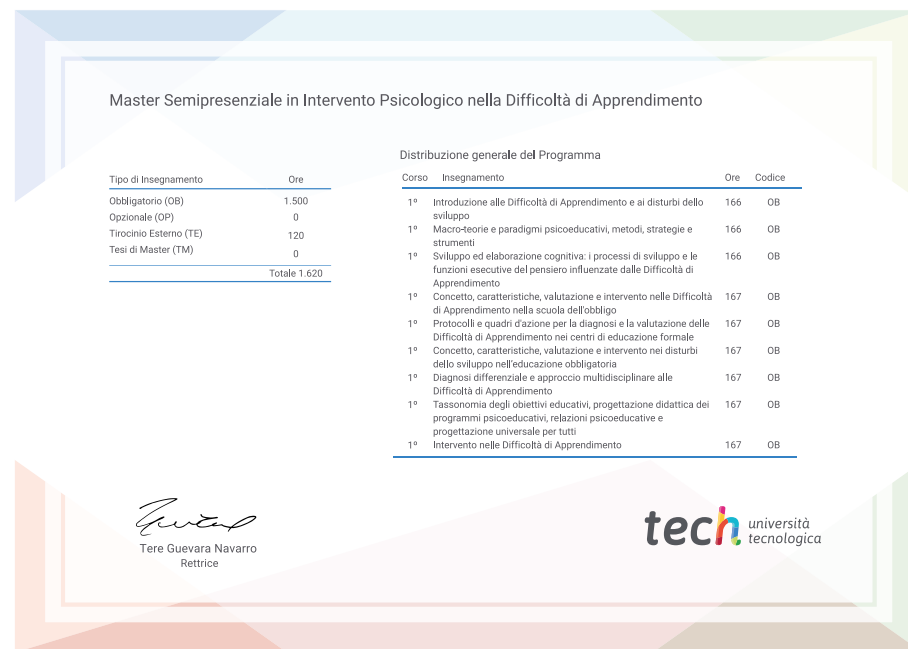 Master Semipresenziale in Intervento Psicologico nella Difficoltà di Apprendimento
Tipo di Insegnamento Ore
Obbligatorio (OB) 1.500
Opzionale (OP) 0
Tirocinio Esterno (TE) 120
Tesi di Master (TM) 0
Totale 1.620
Distribuzione generale del Programma
Corso Insegnamento Ore Codice
1º Introduzione alle Difficoltà di Apprendimento e ai disturbi dello 166 OB
sviluppo
1º Macro-teorie e paradigmi psicoeducativi, metodi, strategie e 166 OB
strumenti
1º Sviluppo ed elaborazione cognitiva: i processi di sviluppo e le 166 OB
funzioni esecutive del pensiero influenzate dalle Difficoltà di
Apprendimento
1º Concetto, caratteristiche, valutazione e intervento nelle Difficoltà 167 OB
di Apprendimento nella scuola dell'obbligo
1º Protocolli e quadri d'azione per la diagnosi e la valutazione delle 167 OB
Difficoltà di Apprendimento nei centri di educazione formale
1º Concetto, caratteristiche, valutazione e intervento nei disturbi 167 OB
dello sviluppo nell'educazione obbligatoria
1º Diagnosi differenziale e approccio multidisciplinare alle 167 OB
Difficoltà di Apprendimento
1º Tassonomia degli obiettivi educativi, progettazione didattica dei 167 OB
programmi psicoeducativi, relazioni psicoeducative e
progettazione universale per tutti
1º Intervento nelle Difficoltà di Apprendimento 167 OB
Tere Guevara Navarro
Rettrice
tech università
tecnologica